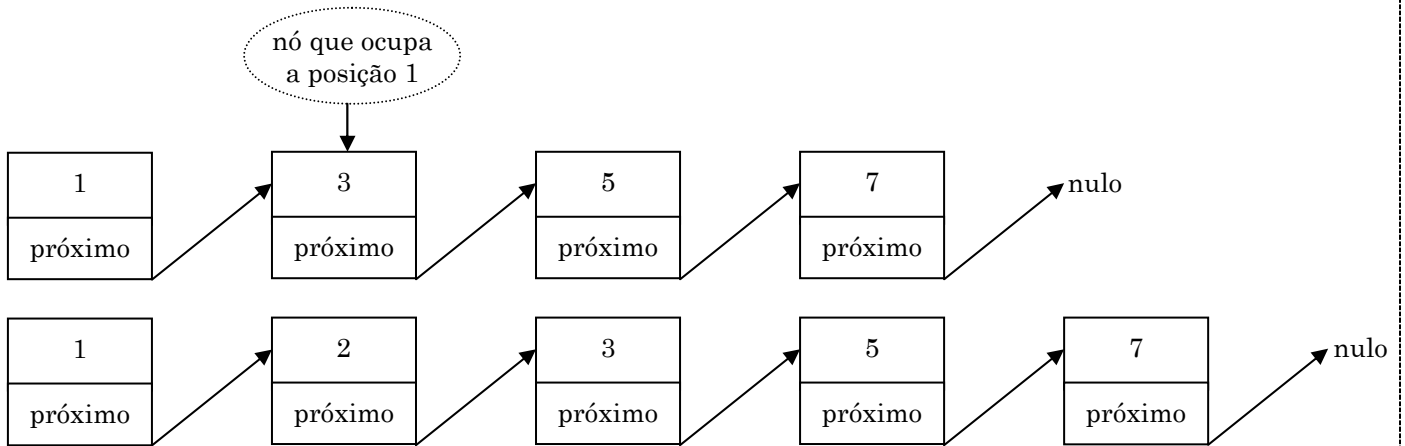 nó que ocupa
a posição 1
1 3 5 7 nulo
próximo próximo próximo próximo
1 2 3 5 7 nulo
próximo próximo próximo próximo próximo